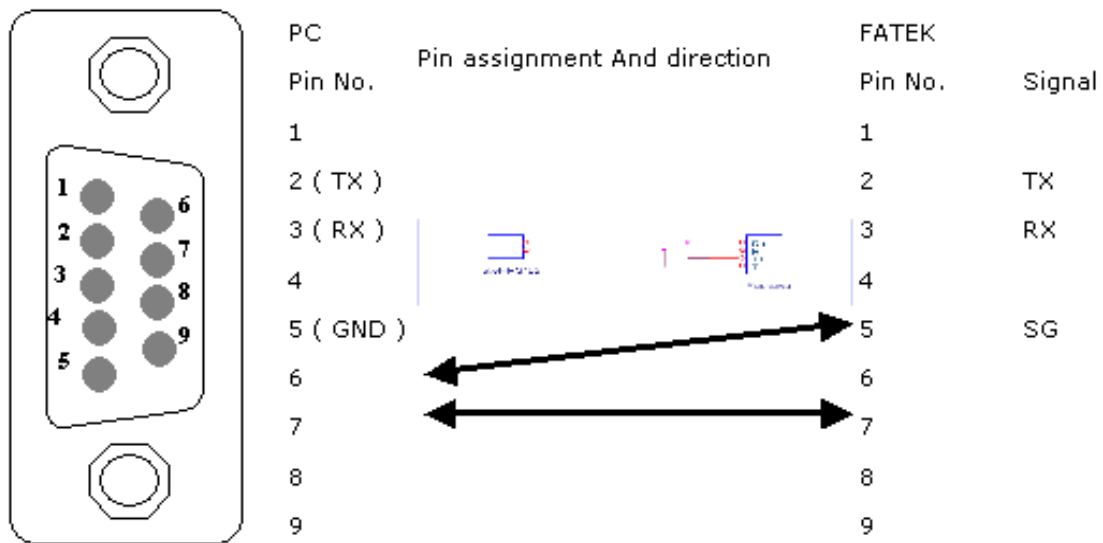 PC
FATEK
Pin assignment And direction
Pin No.
Pin No.
Signal
1
1
2 ( TX )
2
TX
3 ( RX )
3
RX
4
4
5 ( GND )
5
SG
6
6
7
7
8
8
9
9
1
6
2
7
3
8
4
9
5
1